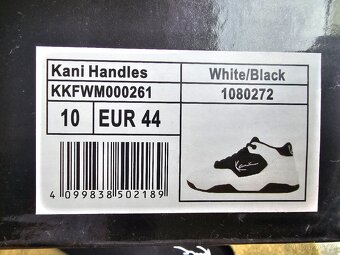 Kani Handles White/Black
KKFWM000261 1080272
10 EUR 44
4 099838 502189